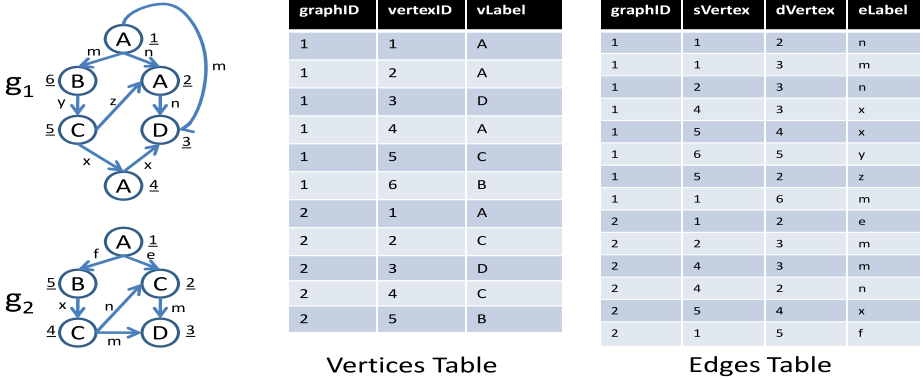 g1
A 1
m n m
6 B A 2
y z n
5 C D 3
x x
A 4
g2
A 1
f e
5 B C 2
x n m
4 C D 3
m
graphID vertexID vLabel
1 1 A
1 2 A
1 3 D
1 4 A
1 5 C
1 6 B
2 1 A
2 2 C
2 3 D
2 4 C
2 5 B
Vertices Table
graphID sVertex dVertex eLabel
1 1 2 n
1 1 3 m
1 2 3 n
1 4 3 x
1 5 4 x
1 6 5 y
1 5 2 z
1 1 6 m
2 1 2 e
2 2 3 m
2 4 3 m
2 4 2 n
2 5 4 x
2 1 5 f
Edges Table